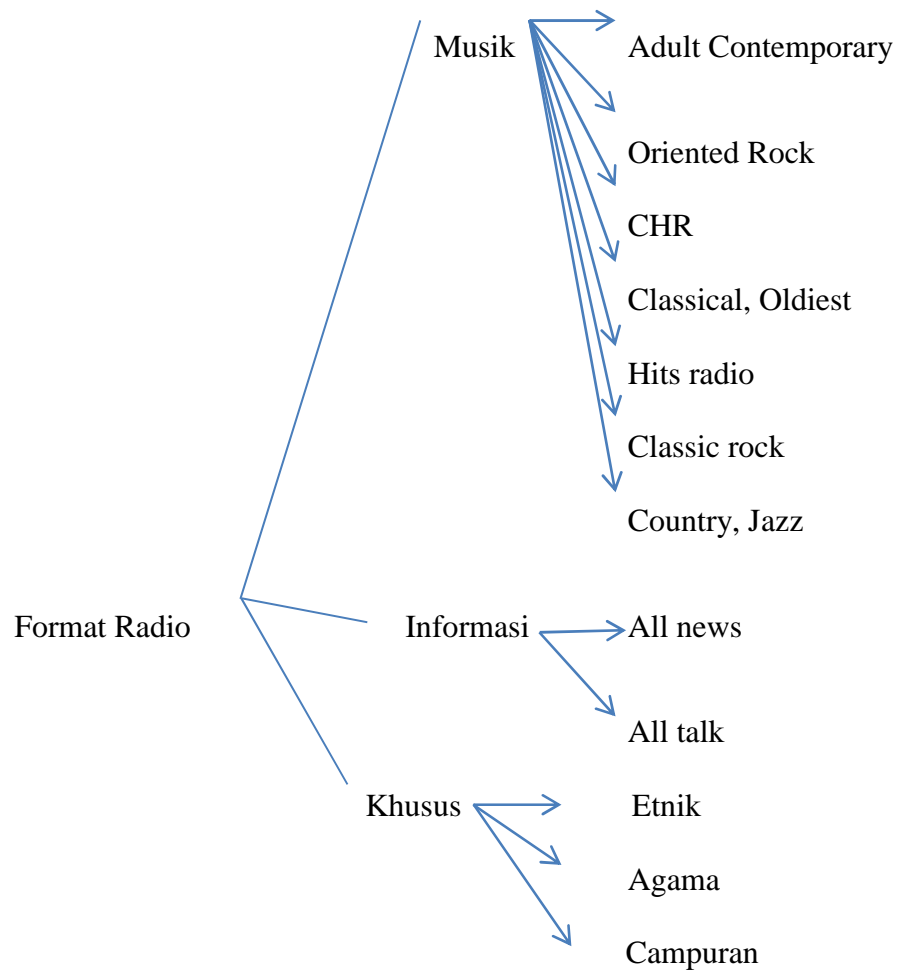 Musik Adult Contemporary
Oriented Rock
CHR
Classical, Oldiest
Hits radio
Classic rock
Country, Jazz
Format Radio Informasi All news
All talk
Khusus Etnik
Agama
Campuran